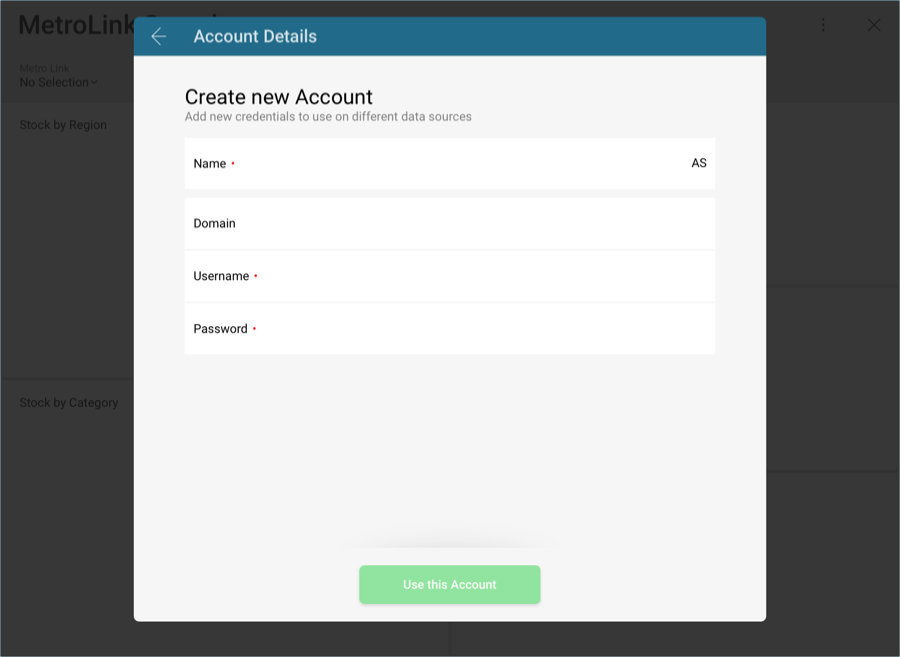 MetroLink
Account Details
Metro Link
No Selection
Stock by Region
Create new Account
Add new credentials to use on different data sources
Name • AS
Domain
Username •
Password •
Stock by Category
Use this Account